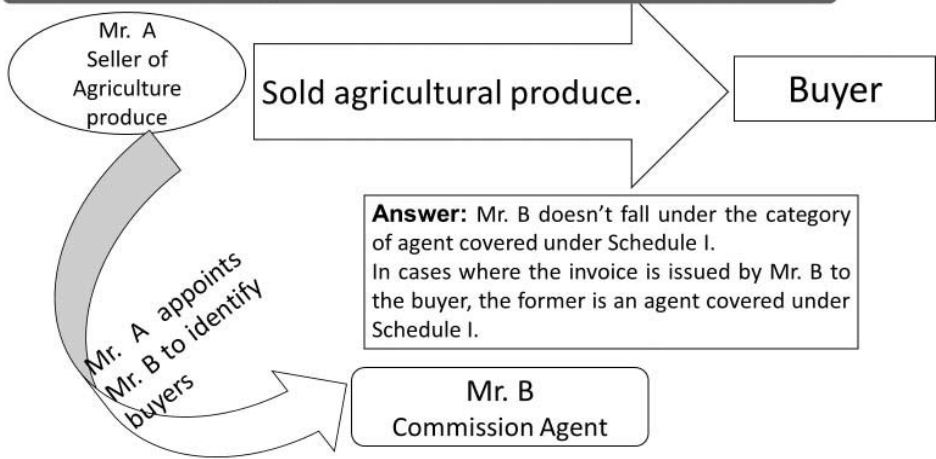 Mr. A
Seller of
Agriculture
produce
Sold agricultural produce.
Buyer
Answer: Mr. B doesn't fall under the category
of agent covered under Schedule I.
In cases where the invoice is issued by Mr. B to
the buyer, the former is an agent covered under
Schedule I.
Mr. A appoints
Mr. B to identify
buyers
Mr. B
Commission Agent